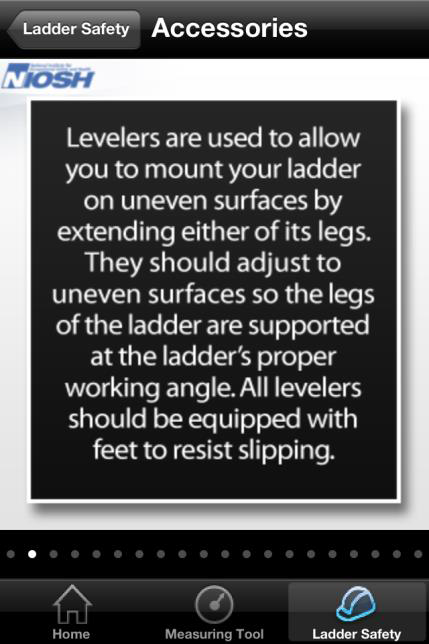 Ladder Safety
Accessories
NIOSH
Levelers are used to allow
you to mount your ladder
on uneven surfaces by
extending either of its legs.
They should adjust to
uneven surfaces so the legs
of the ladder are supported
at the ladder’s proper
working angle. All levelers
should be equipped with
feet to resist slipping.
Home
Measuring Tool
Ladder Safety